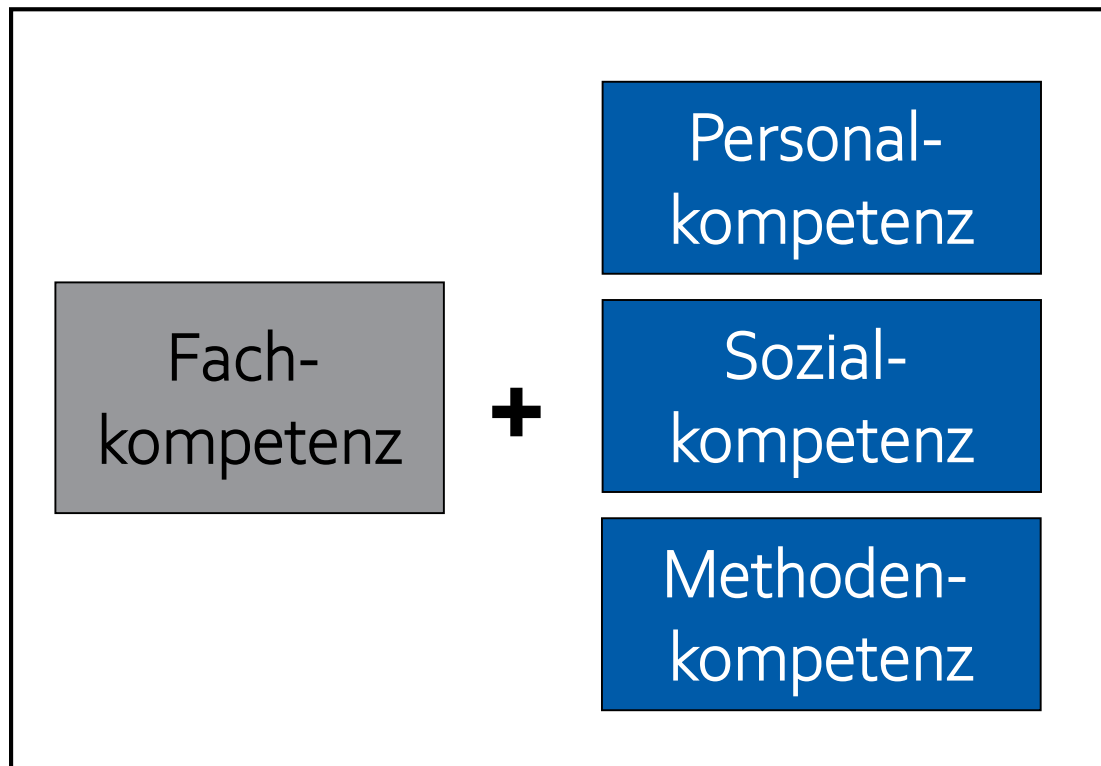 Fach-
kompetenz
+
Personal-
kompetenz
Sozial-
kompetenz
Methoden-
kompetenz